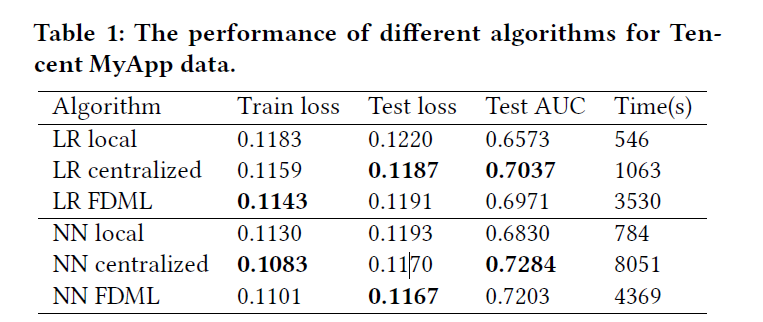 Table 1: The performance of different algorithms for Ten-
cent MyApp data.
Algorithm Train loss Test loss Test AUC Time(s)
LR local 0.1183 0.1220 0.6573 546
LR centralized 0.1159 0.1187 0.7037 1063
LR FDML 0.1143 0.1191 0.6971 3530
NN local 0.1130 0.1193 0.6830 784
NN centralized 0.1083 0.1170 0.7284 8051
NN FDML 0.1101 0.1167 0.7203 4369